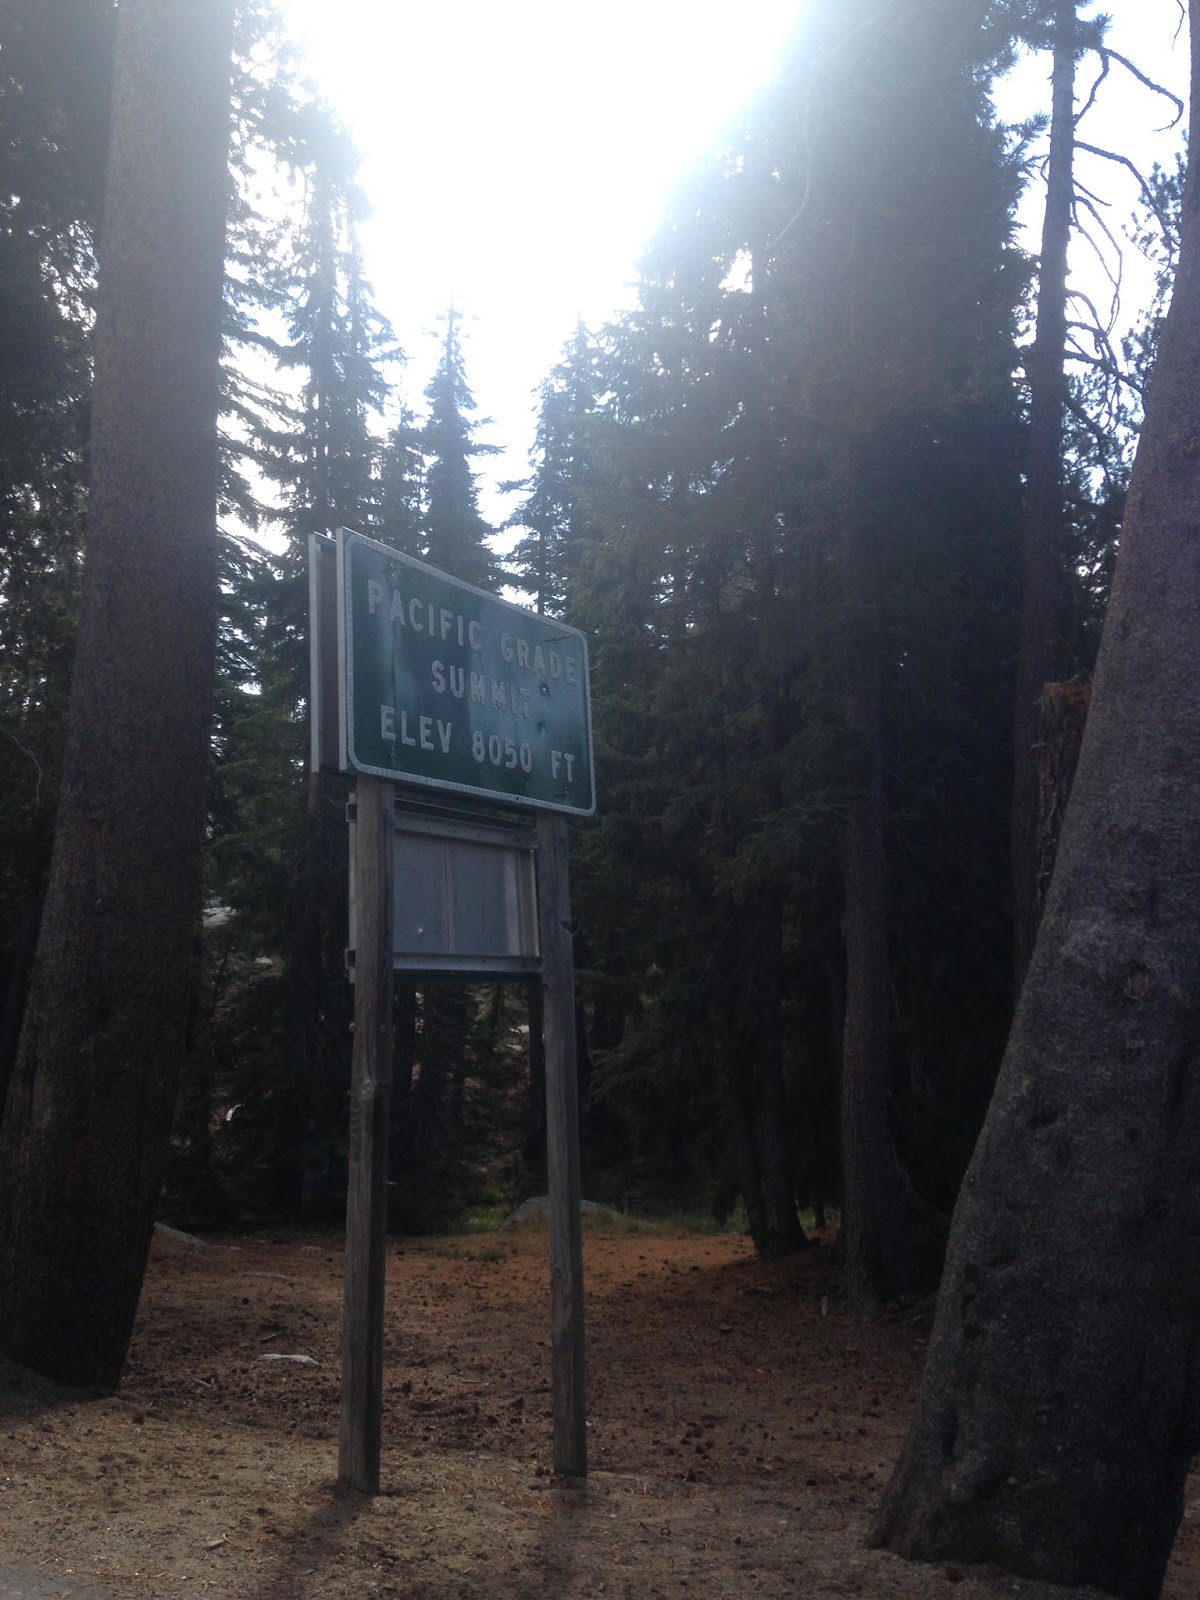 PACIFIC GRADE
SUMMIT
ELEV 8050 FT